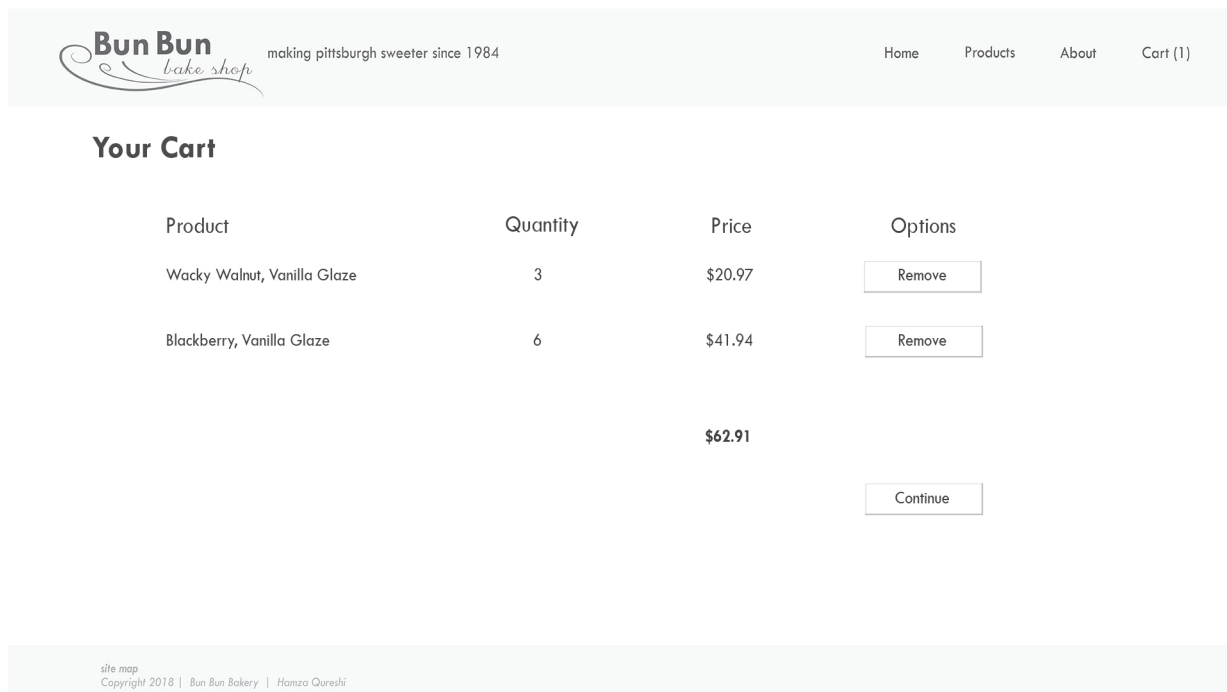 Bun Bun
bake shop
making pittsburgh sweeter since 1984
Home Products About Cart (1)
Your Cart
Product Quantity Price Options
Wacky Walnut, Vanilla Glaze 3 $20.97 Remove
Blackberry, Vanilla Glaze 6 $41.94 Remove
$62.91
Continue
site map
Copyright 2018 | Bun Bun Bakery | Hamza Qureshi